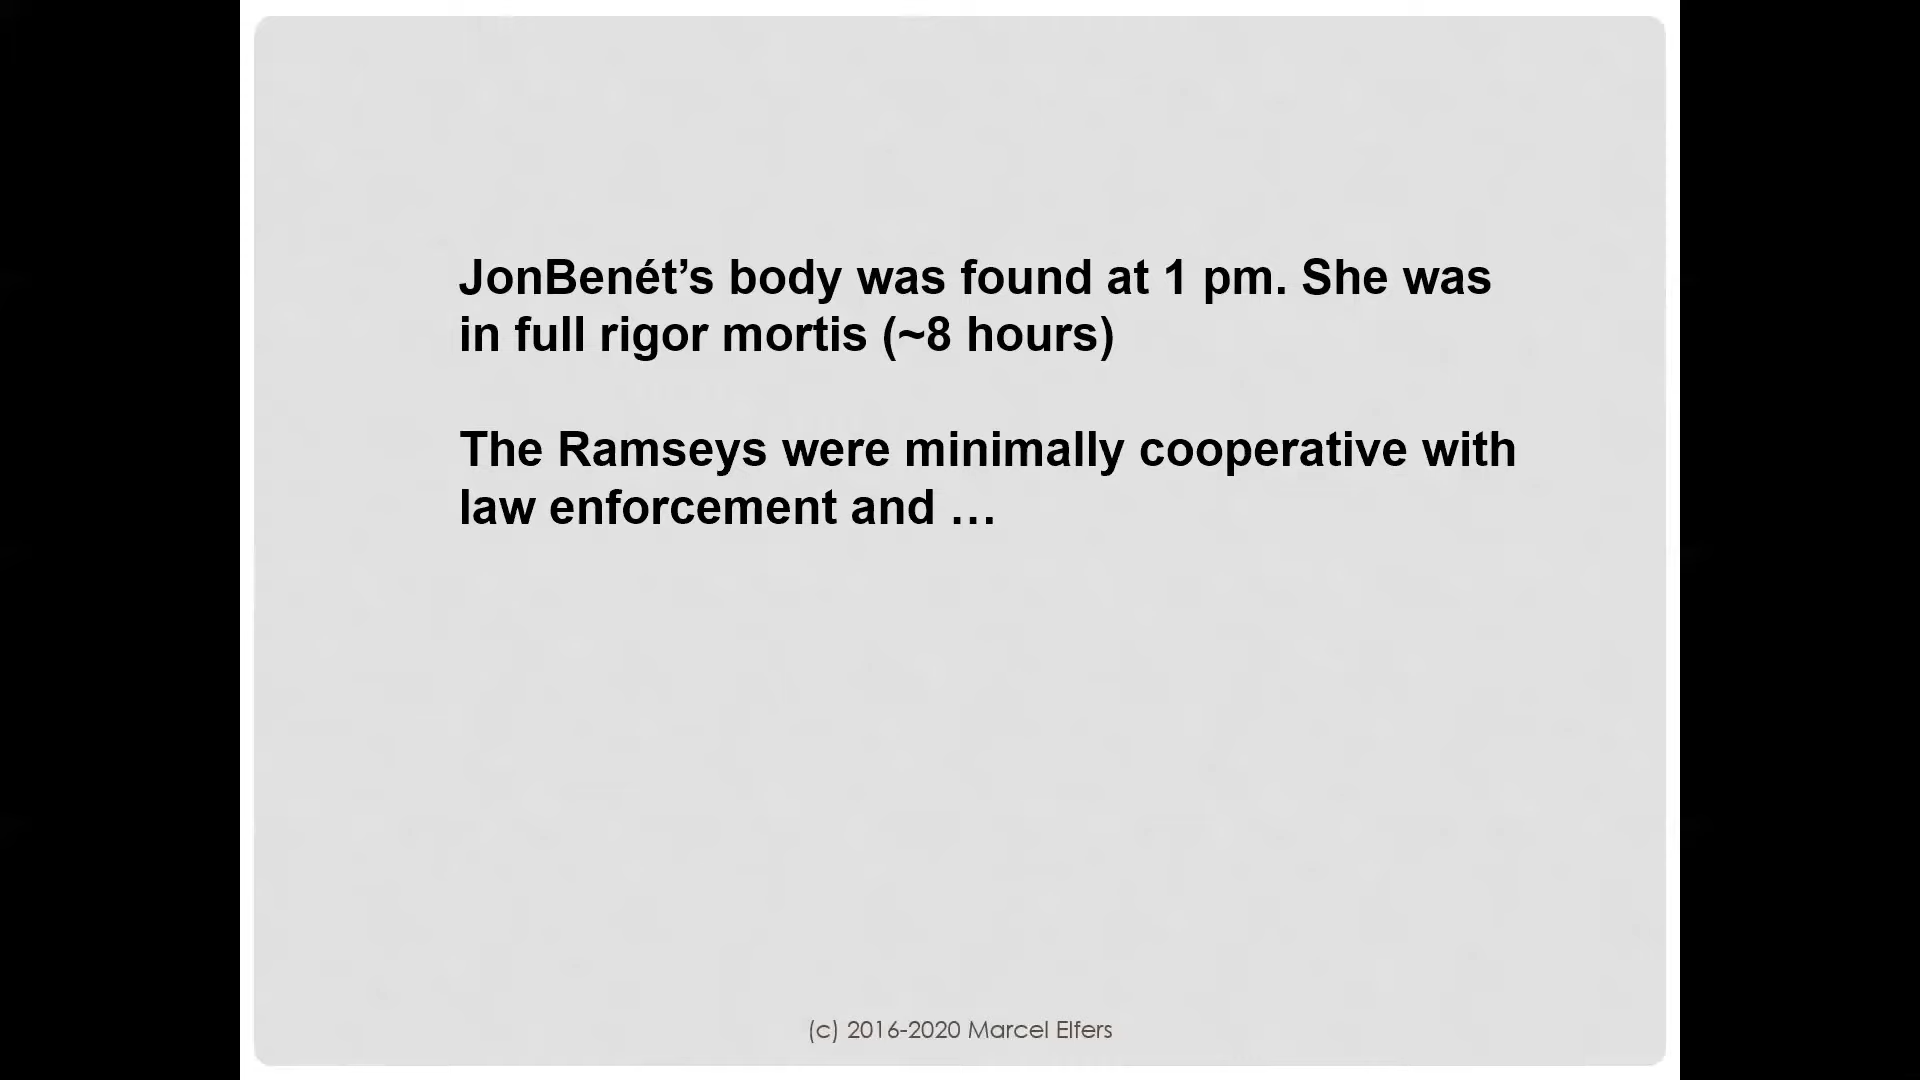 JonBenét’s body was found at 1 pm. She was
in full rigor mortis (~8 hours)
The Ramseys were minimally cooperative with
law enforcement and …
(c) 2016-2020 Marcel Elfers